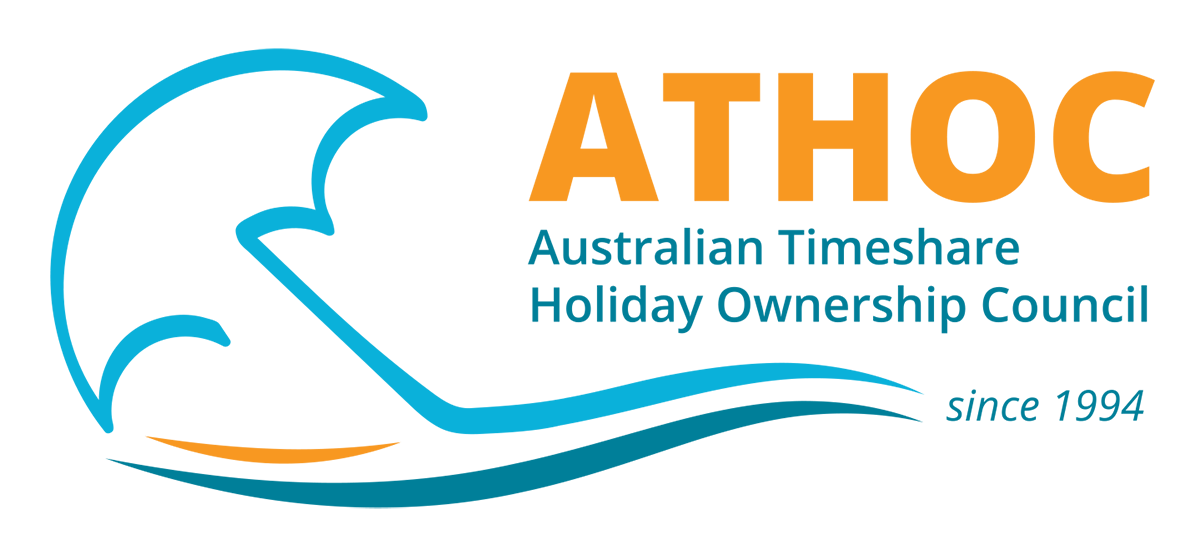 ATHOC
Australian Timeshare
Holiday Ownership Council
since 1994